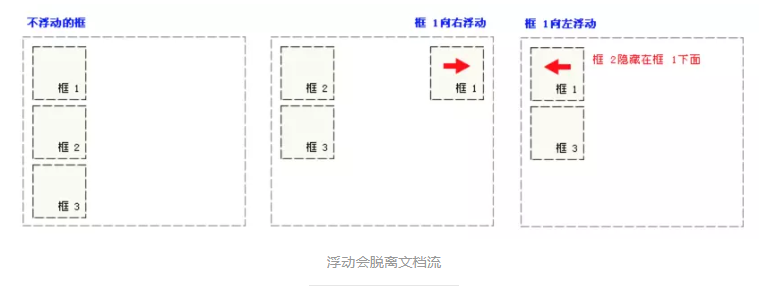 不浮动的框
框 1
框 2
框 3
框 1向右浮动
框 2
框 1
框 3
框 1向左浮动
框 2隐藏在框 1下面
框 1
框 3
浮动会脱离文档流